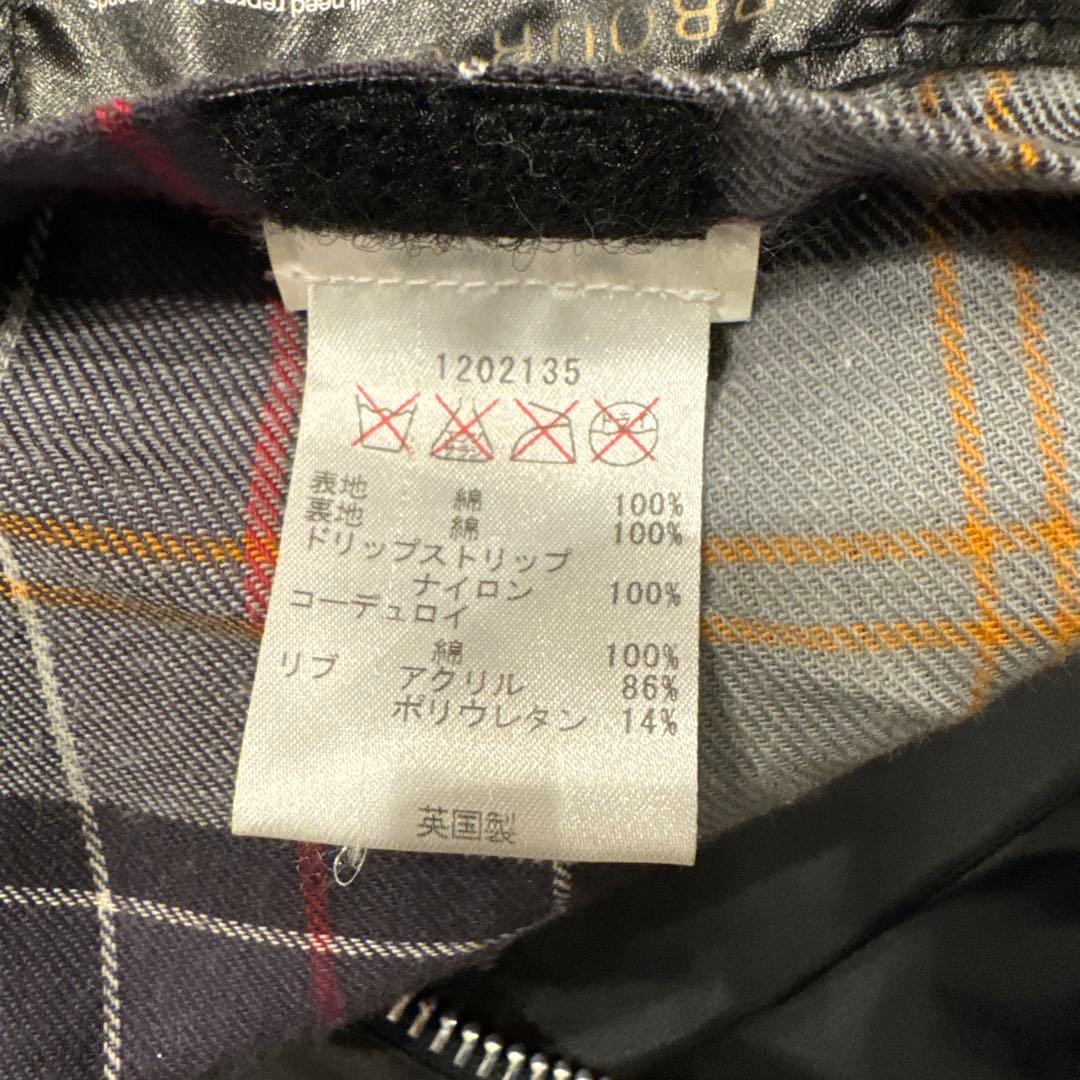 need
1202135
表地 綿 100%
裏地 綿 100%
ドリップストリップ
ナイロン 100%
コーデュロイ
綿 100%
リブ アクリル 86%
ポリウレタン 14%
英国製